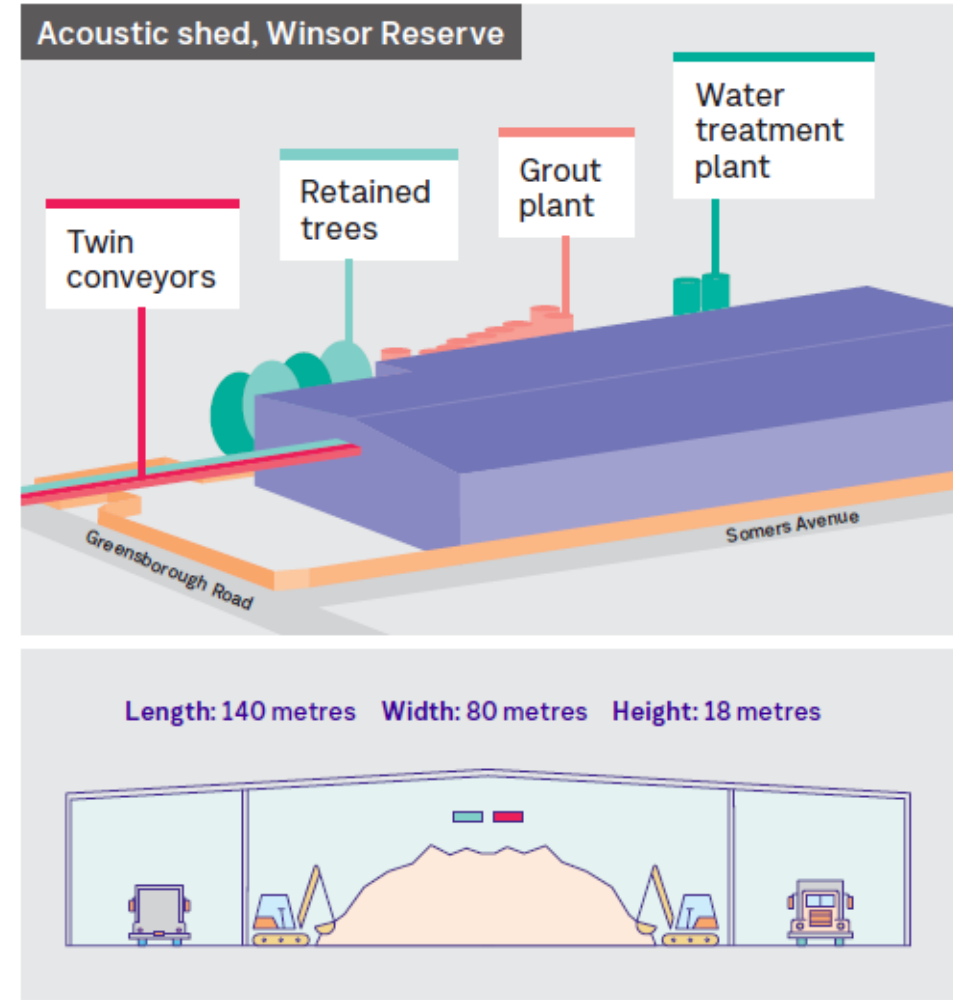 Acoustic shed, Winsor Reserve
Water
treatment
plant
Grout
plant
Retained
trees
Twin
conveyors
Somers Avenue
Greensborough Road
Length: 140 metres Width: 80 metres Height: 18 metres